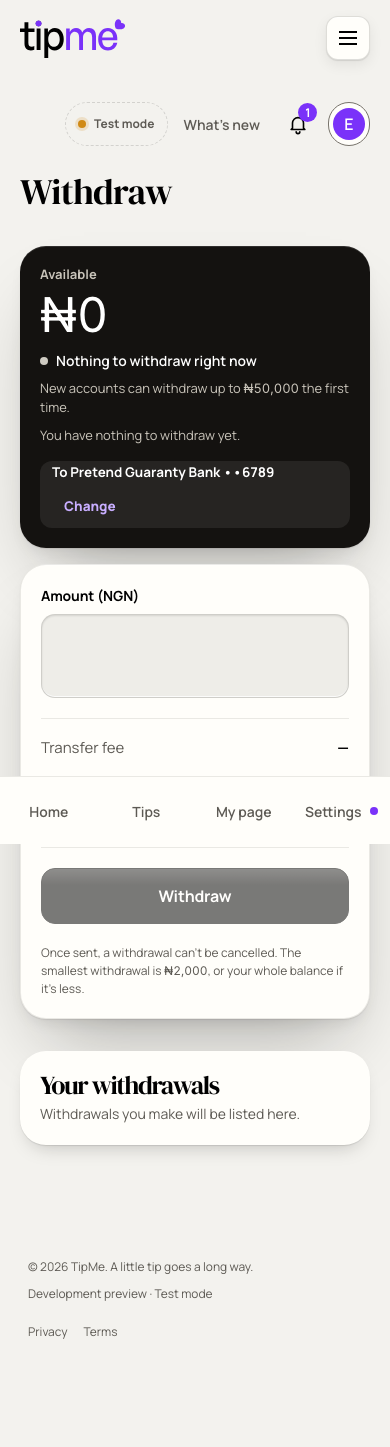 tipme
Test mode
What's new
1
E
Withdraw
Available
₦0
Nothing to withdraw right now
New accounts can withdraw up to ₦50,000 the first
time.
You have nothing to withdraw yet.
To Pretend Guaranty Bank ••6789
Change
Amount (NGN)
Transfer fee
–
Home
Tips
My page
Settings
Withdraw
Once sent, a withdrawal can't be cancelled. The
smallest withdrawal is ₦2,000, or your whole balance if
it's less.
Your withdrawals
Withdrawals you make will be listed here.
© 2026 TipMe. A little tip goes a long way.
Development preview · Test mode
Privacy
Terms